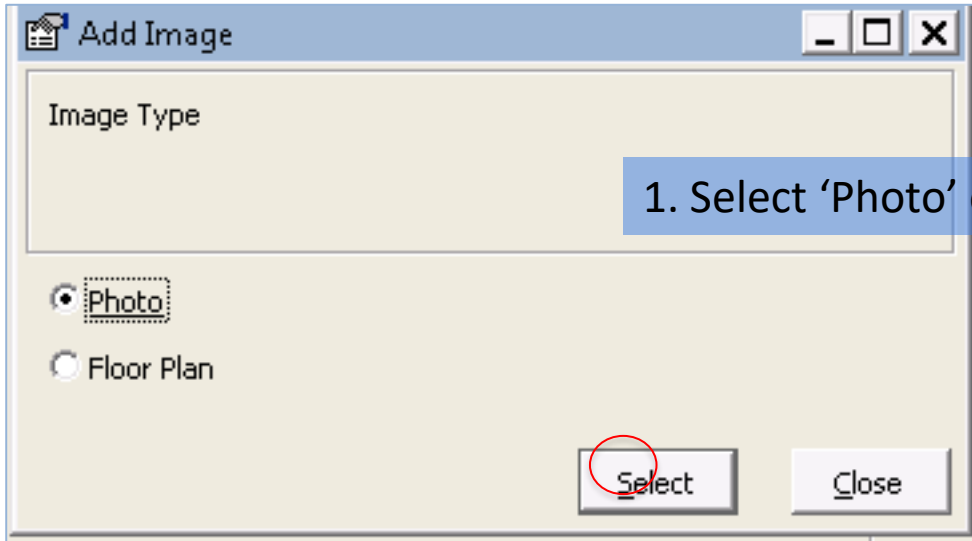 Add Image
Image Type
1. Select ‘Photo’
Photo
Floor Plan
Select
Close